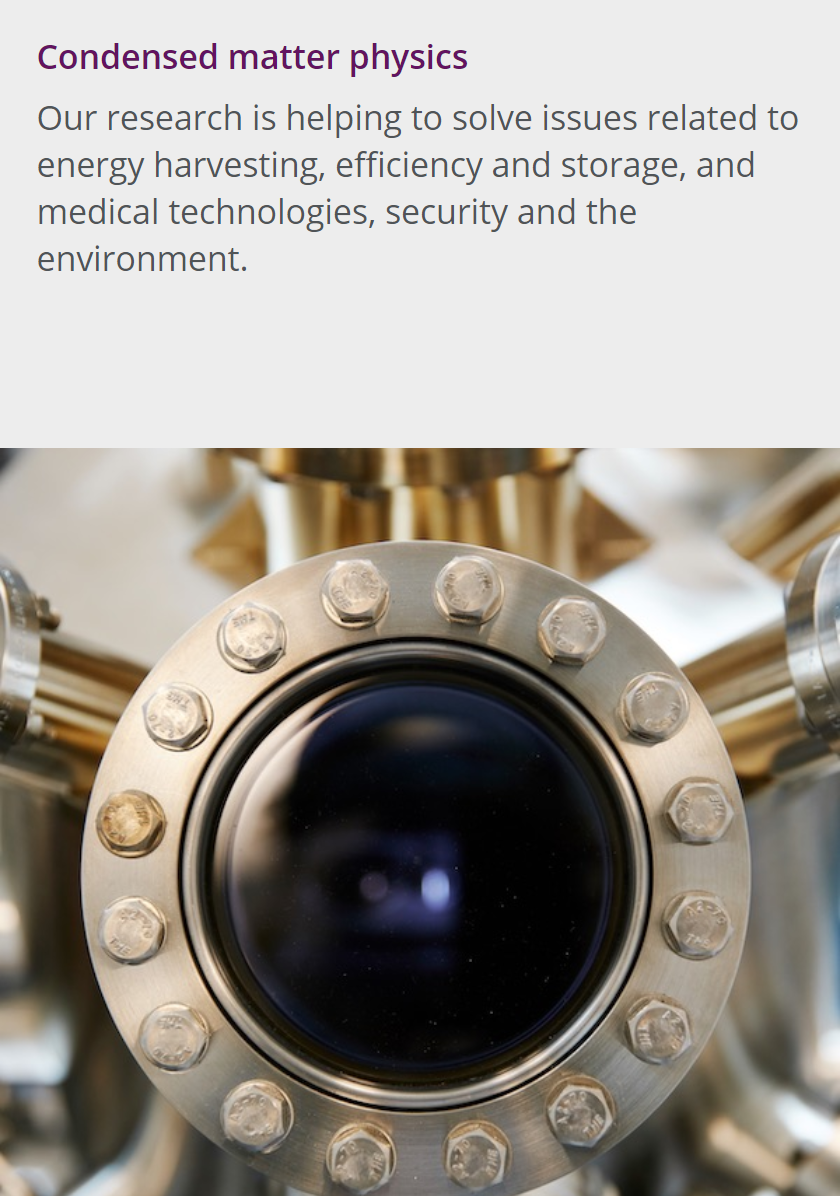 Condensed matter physics
Our research is helping to solve issues related to
energy harvesting, efficiency and storage, and
medical technologies, security and the
environment.